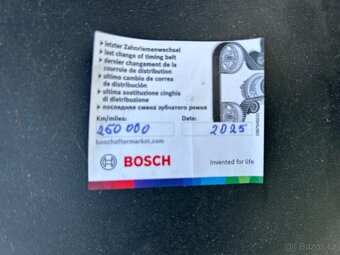 ▸ letzter Zahnriemenwechsel
▸ last change of timing belt
▸ dernier changement de la
courroie de distribution
▸ ultimo cambio de correa
de distribución
▸ ultima sostituzione cinghia
di distribuzione
▸ последняя смена зубчатого ремня
Km/miles:
Date:
250 000
2025
boschaftermarket.com
BOSCH
Invented for life